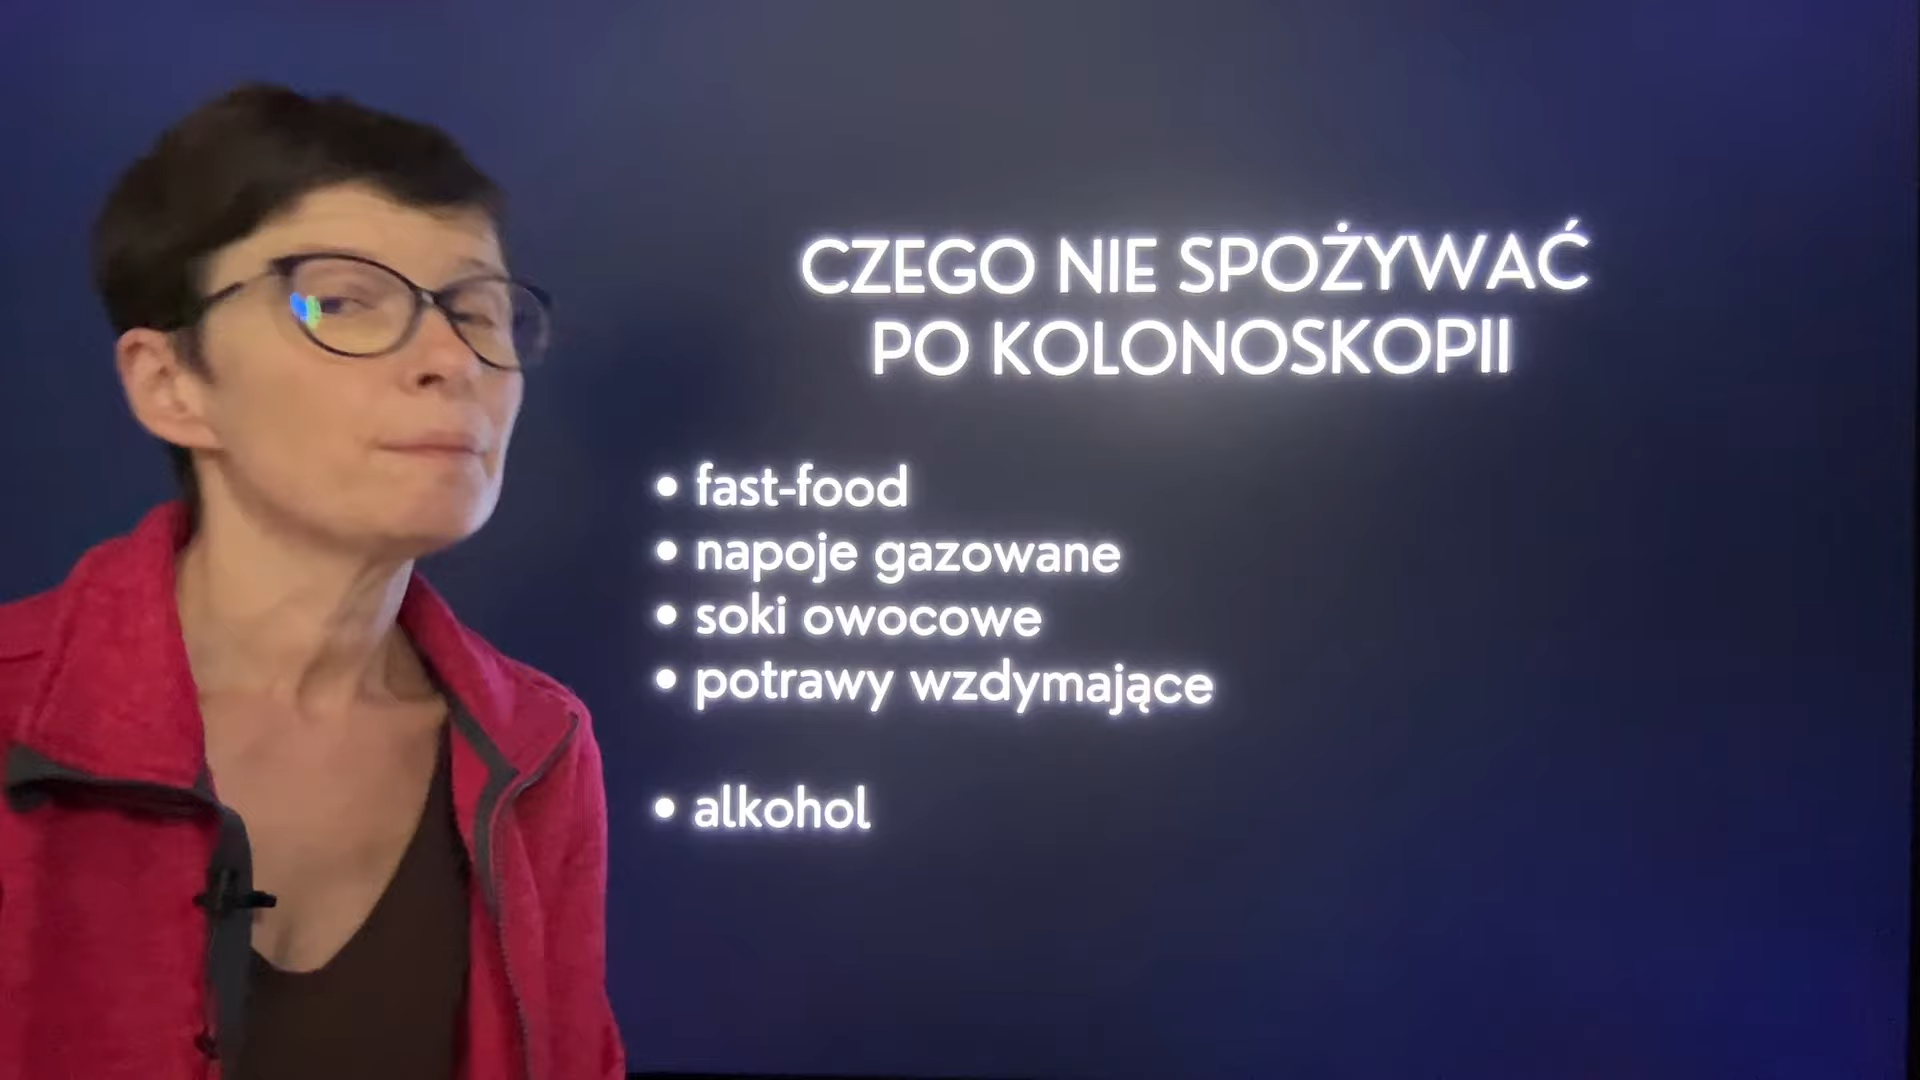 CZEGO NIE SPOŻYWAĆ
PO KOLONOSKOPII
• fast-food
• napoje gazowane
• soki owocowe
• potrawy wzdymające
• alkohol